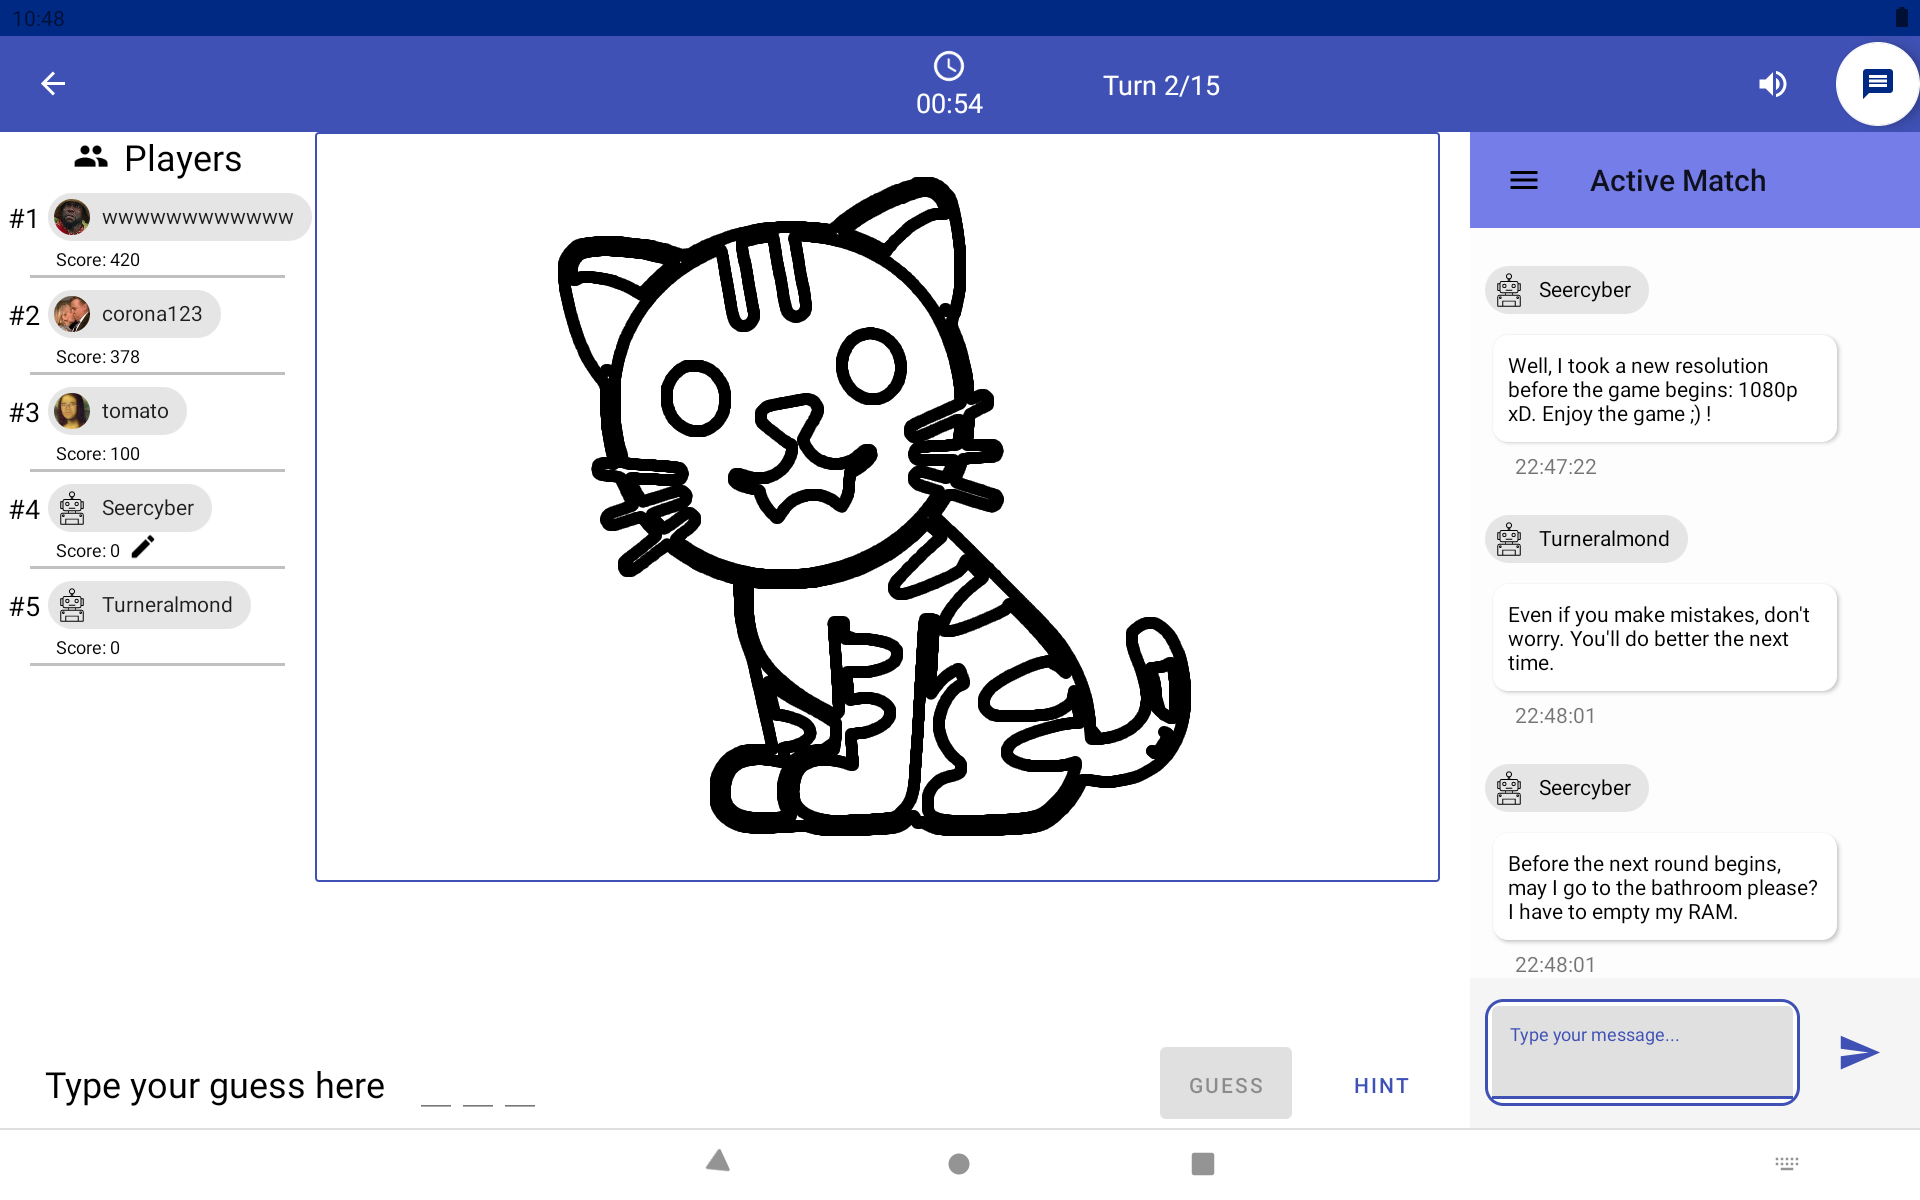 10:48
00:54
Turn 2/15
Players
#1 wwwwwwwwwwww
Score: 420
#2 corona123
Score: 378
#3 tomato
Score: 100
#4 Seercyber
Score: 0
#5 Turneralmond
Score: 0
Type your guess here
GUESS
HINT
Active Match
Seercyber
Well, I took a new resolution
before the game begins: 1080p
xD. Enjoy the game ;) !
22:47:22
Turneralmond
Even if you make mistakes, don't
worry. You'll do better the next
time.
22:48:01
Seercyber
Before the next round begins,
may I go to the bathroom please?
I have to empty my RAM.
22:48:01
Type your message...